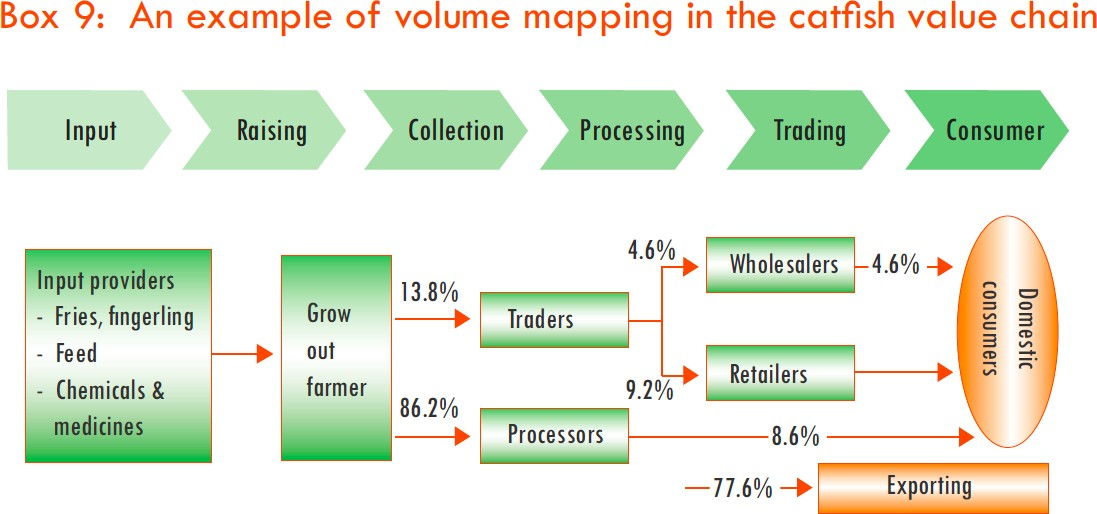 Box 9: An example of volume mapping in the catfish value chain
Input
Raising
Collection
Processing
Trading
Consumer
Input providers
- Fries, fingerling
- Feed
- Chemicals &
medicines
Grow
out
farmer
13.8%
86.2%
Traders
Processors
4.6%
9.2%
Wholesalers
Retailers
4.6%
8.6%
77.6%
Domestic
consumers
Exporting